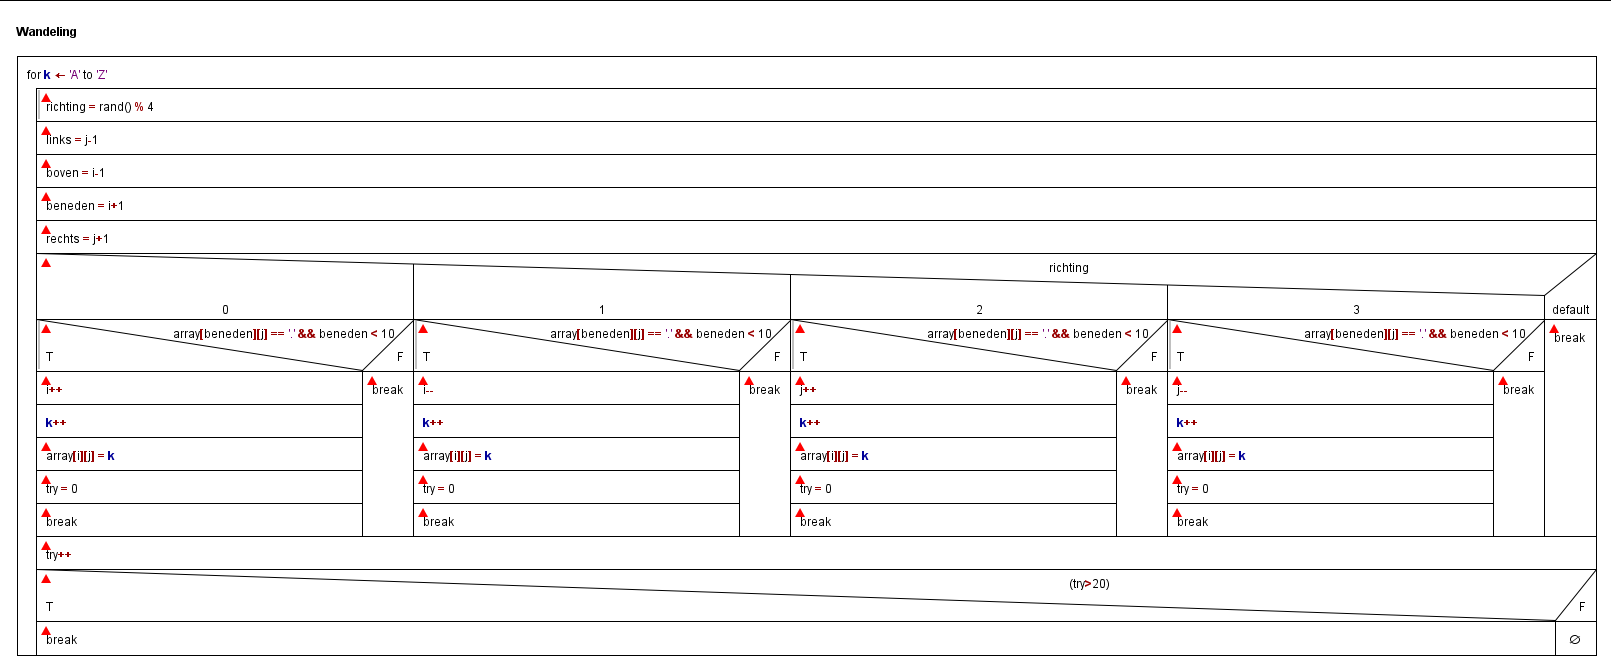 Wandeling
for k ← 'A' to 'Z'
richting = rand() % 4
links = j-1
boven = i-1
beneden = i+1
rechts = j+1
richting
0 1 2 3 default
array[beneden][j] == '.' && beneden < 10 array[beneden][j] == '.' && beneden < 10 array[beneden][j] == '.' && beneden < 10 array[beneden][j] == '.' && beneden < 10 break
T F T F T F T F
i++ break i-- break j++ break j-- break
k++ k++ k++ k++
array[i][j] = k array[i][j] = k array[i][j] = k array[i][j] = k
try = 0 try = 0 try = 0 try = 0
break break break break
try++
(try>20)
T F
break ∅